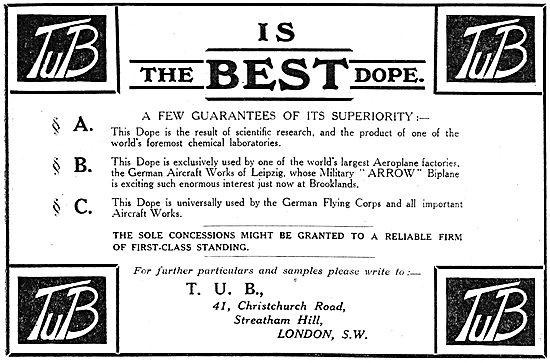 TuB
IS
TuB
THE BEST DOPE.
A FEW GUARANTEES OF ITS SUPERIORITY :—
§ A. This Dope is the result of scientific research, and the product of one of the
world's foremost chemical laboratories.
§ B. This Dope is exclusively used by one of the world's largest Aeroplane factories,
the German Aircraft Works of Leipzig, whose Military "ARROW" Biplane
is exciting such enormous interest just now at Brooklands.
§ C. This Dope is universally used by the German Flying Corps and all important
Aircraft Works.
THE SOLE CONCESSIONS MIGHT BE GRANTED TO A RELIABLE FIRM
OF FIRST-CLASS STANDING.
For further particulars and samples please write to :—
T. U. B.,
41, Christchurch Road,
Streatham Hill,
LONDON, S.W.
TuB
TuB